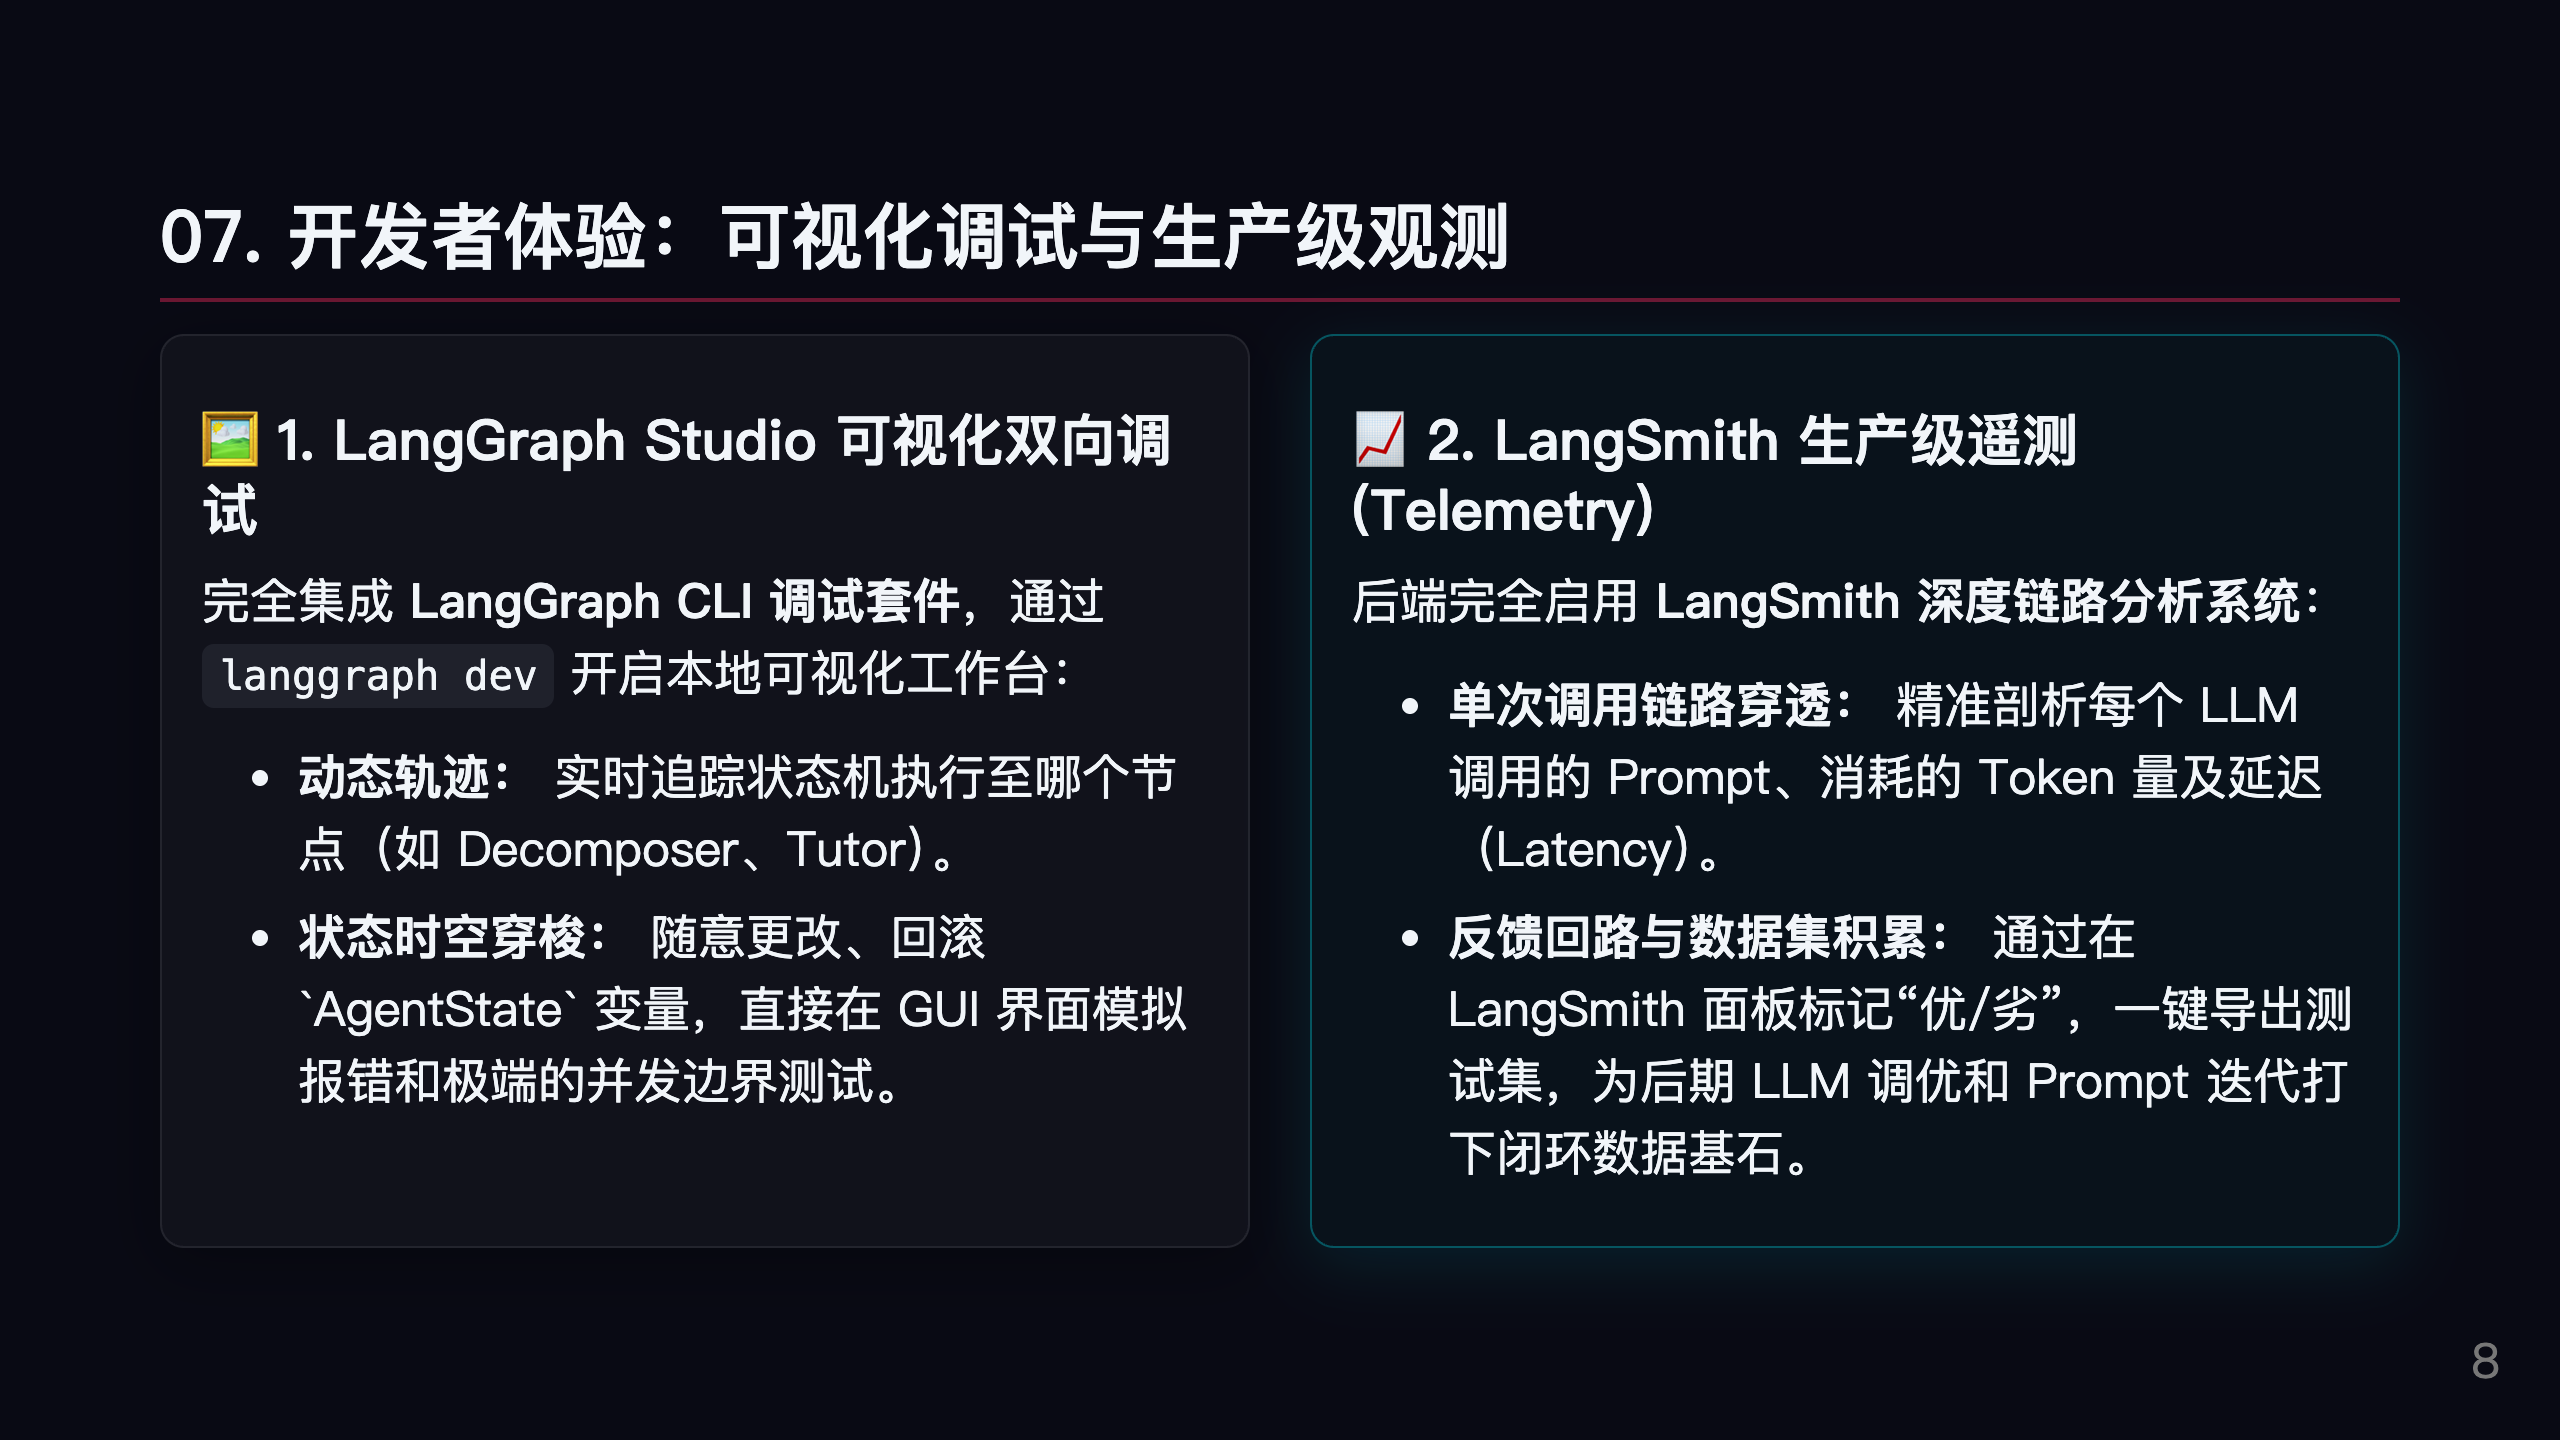 07. 开发者体验：可视化调试与生产级观测
🖼️ 1. LangGraph Studio 可视化双向调
试
完全集成 LangGraph CLI 调试套件，通过
langgraph dev 开启本地可视化工作台：
• 动态轨迹： 实时追踪状态机执行至哪个节
点（如 Decomposer、Tutor）。
• 状态时空穿梭： 随意更改、回滚
`AgentState` 变量，直接在 GUI 界面模拟
报错和极端的并发边界测试。
📈 2. LangSmith 生产级遥测
(Telemetry)
后端完全启用 LangSmith 深度链路分析系统：
• 单次调用链路穿透： 精准剖析每个 LLM
调用的 Prompt、消耗的 Token 量及延迟
（Latency）。
• 反馈回路与数据集积累： 通过在
LangSmith 面板标记“优/劣”，一键导出测
试集，为后期 LLM 调优和 Prompt 迭代打
下闭环数据基石。
8